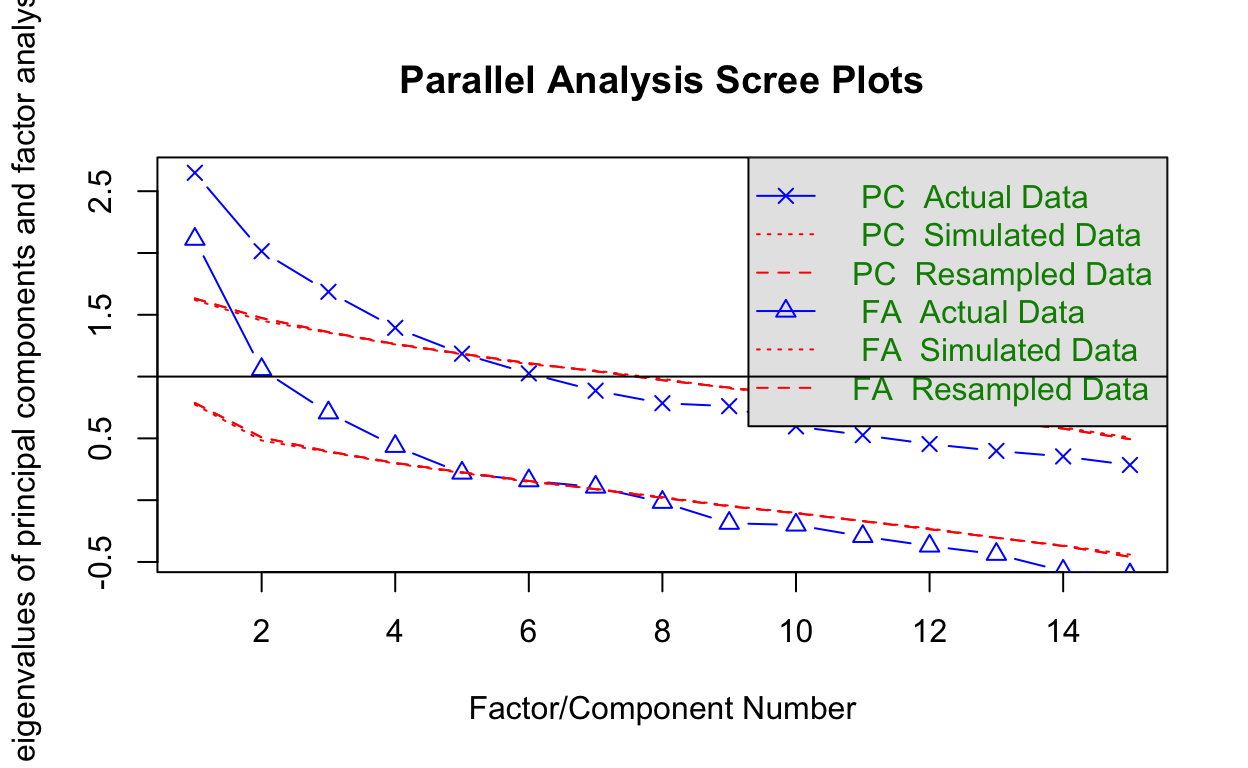 Parallel Analysis Scree Plots
eigenvalues of principal components and factor analys
2.5
1.5
0.5
-0.5
PC Actual Data
PC Simulated Data
PC Resampled Data
FA Actual Data
FA Simulated Data
FA Resampled Data
2 4 6 8 10 12 14
Factor/Component Number